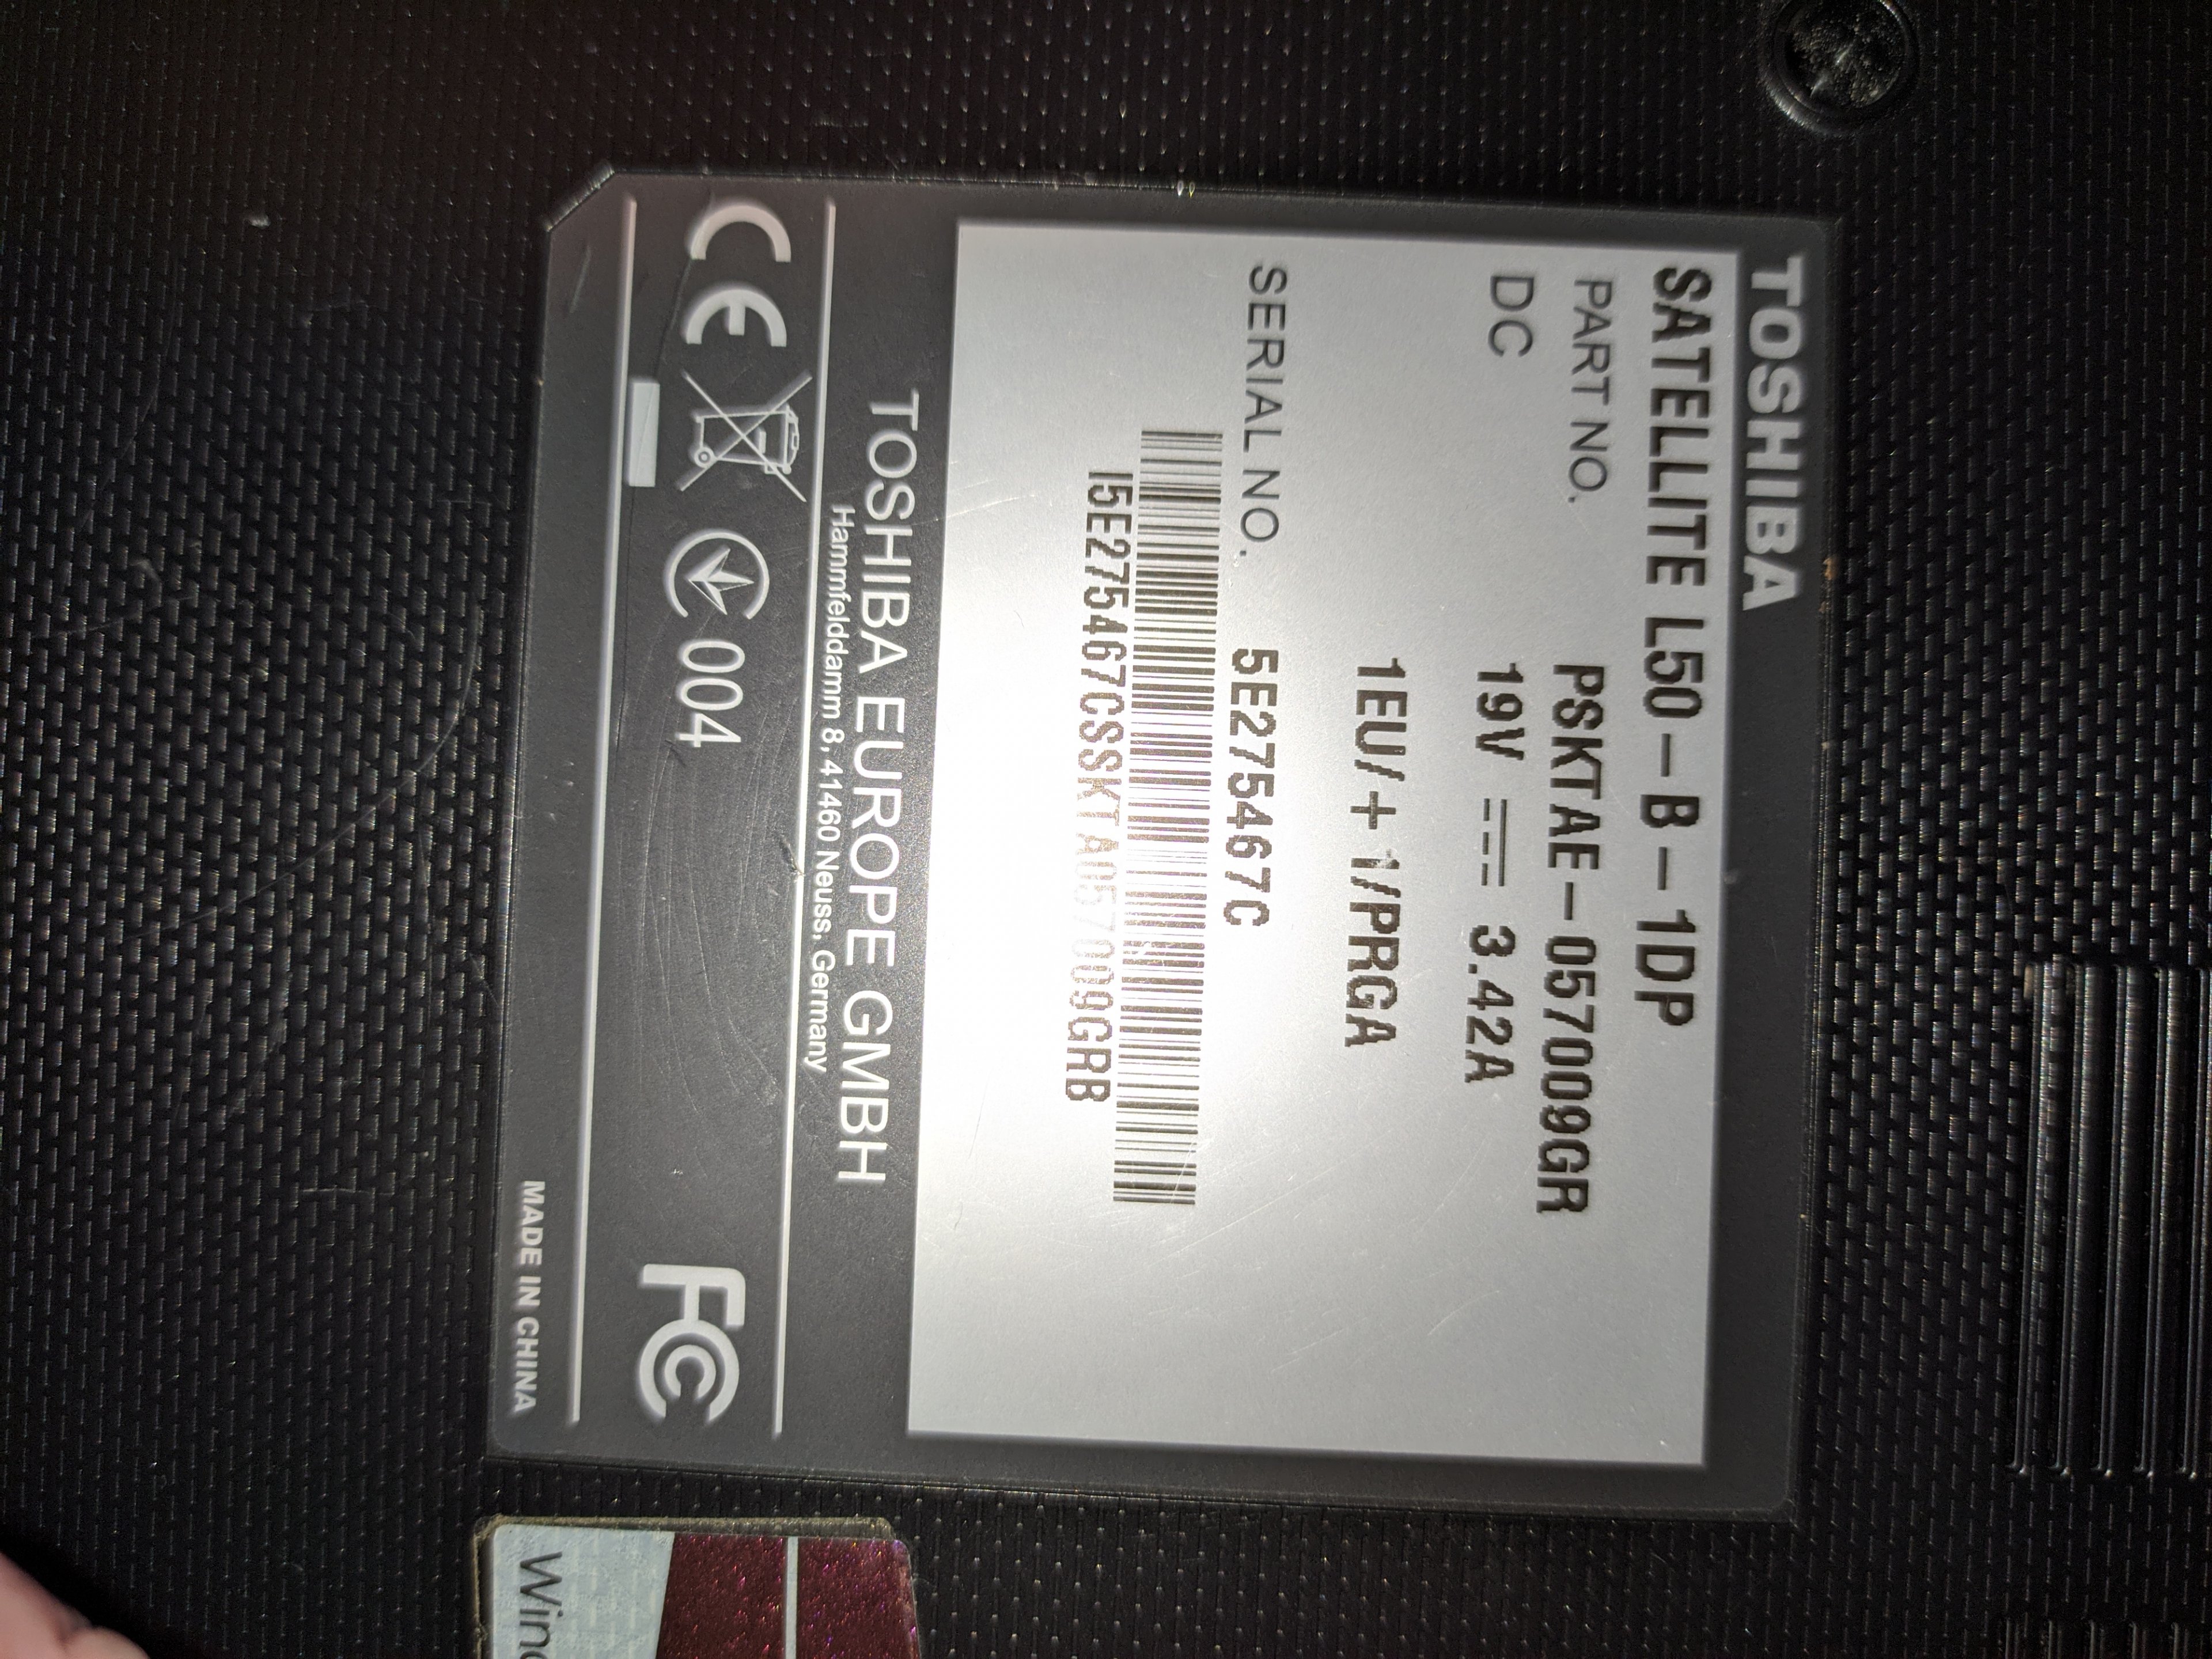 TOSHIBA
SATELLITE L50-B-1DP
PART NO. PSKTAE-057009GR
DC 19V ⎓ 3.42A
1EU/+1/PRGA
SERIAL NO. 5E275467C
I5E275467CSSKTA057009GRB
TOSHIBA EUROPE GMBH
Hammfelddamm 8, 41460 Neuss, Germany
CE 004 FC
MADE IN CHINA